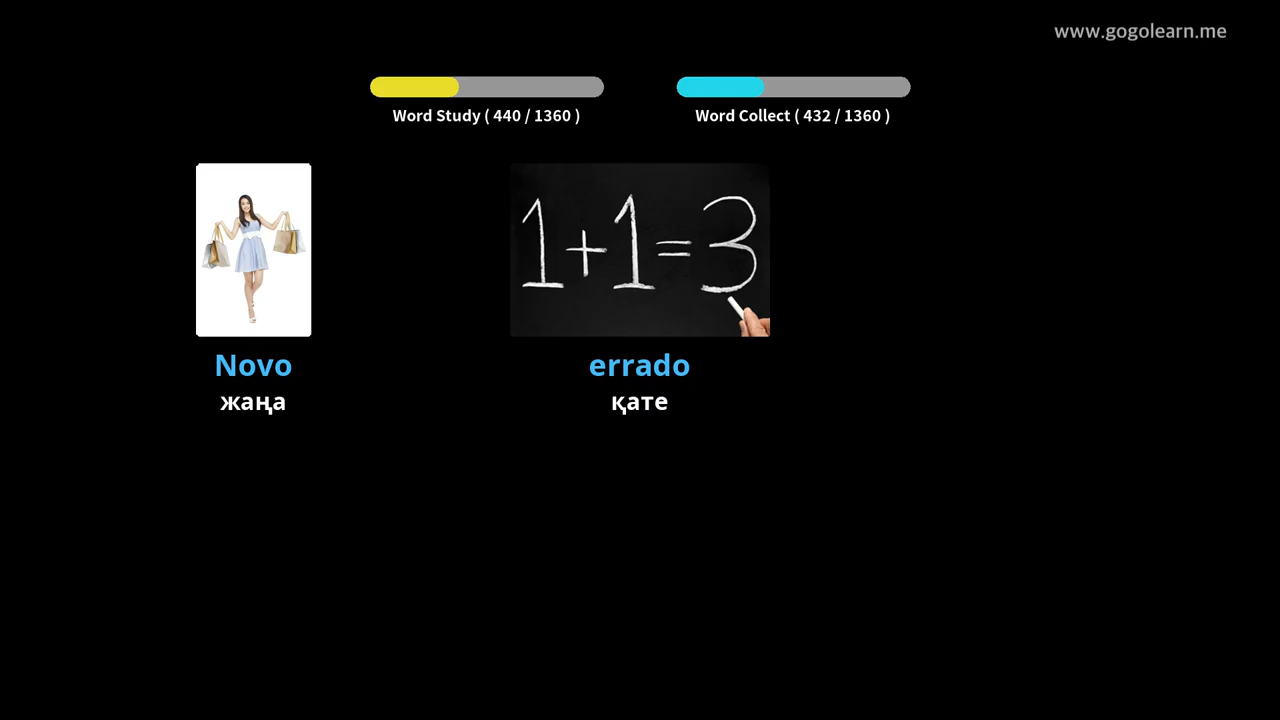 www.gogolearn.me
Word Study ( 440 / 1360 )
Word Collect ( 432 / 1360 )
1+1=3
Novo
жаңа
errado
қате